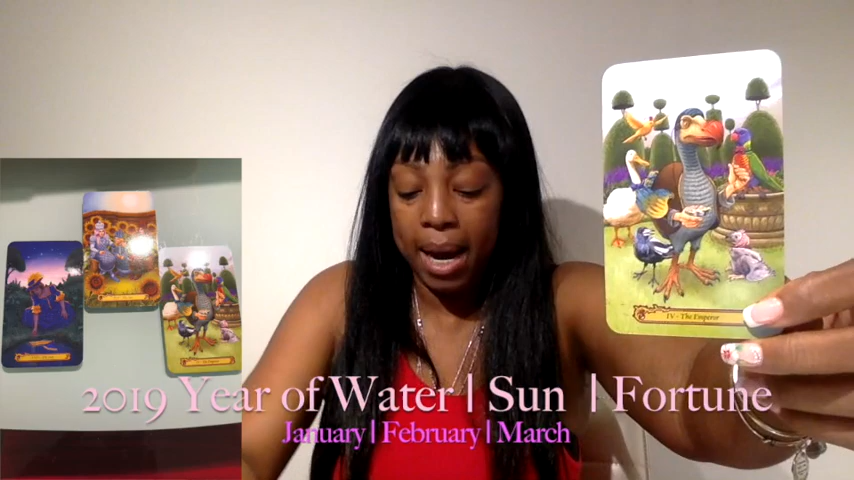 IV - The Emperor
2019 Year of Water | Sun | Fortune
January | February | March